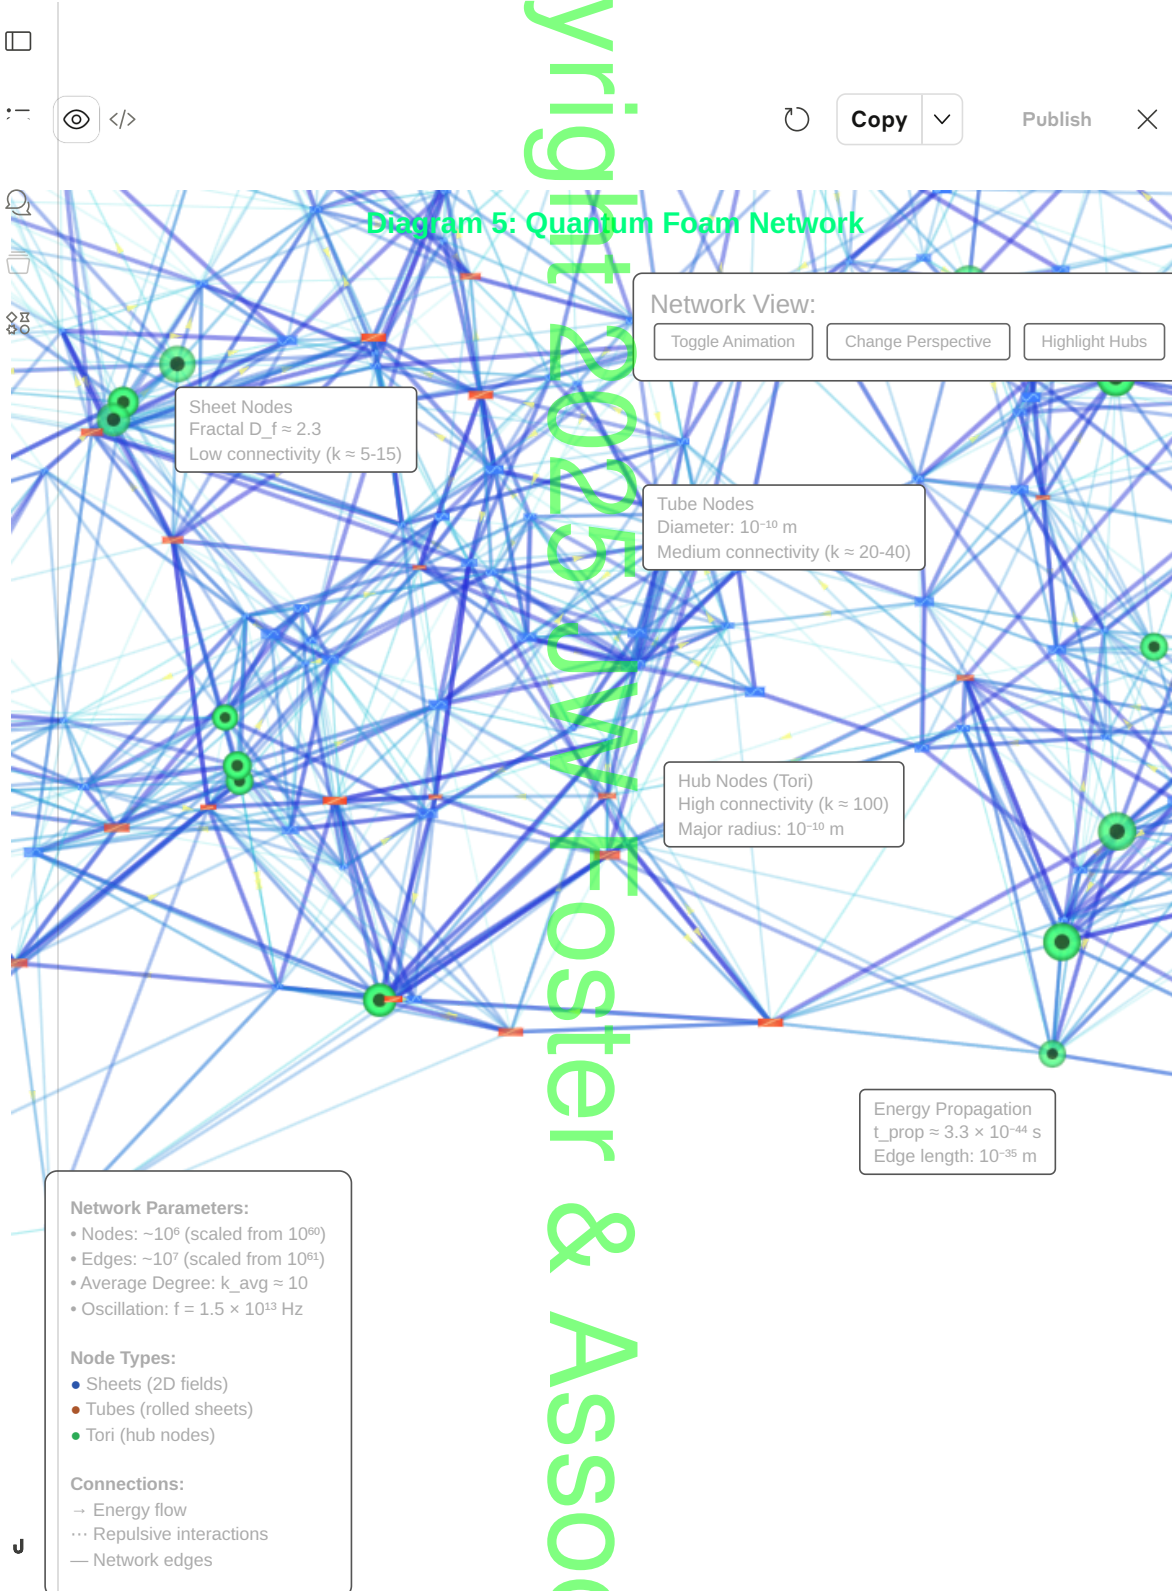 Copy
Publish
Diagram 5: Quantum Foam Network
Network View:
Toggle Animation
Change Perspective
Highlight Hubs
Sheet Nodes
Fractal D_f ≈ 2.3
Low connectivity (k ≈ 5-15)
Tube Nodes
Diameter: 10⁻¹⁰ m
Medium connectivity (k ≈ 20-40)
Hub Nodes (Tori)
High connectivity (k ≈ 100)
Major radius: 10⁻¹⁰ m
Energy Propagation
t_prop ≈ 3.3 × 10⁻⁴⁴ s
Edge length: 10⁻³⁵ m
Network Parameters:
• Nodes: ~10⁶ (scaled from 10⁶⁰)
• Edges: ~10⁷ (scaled from 10⁶¹)
• Average Degree: k_avg ≈ 10
• Oscillation: f = 1.5 × 10¹³ Hz
Node Types:
● Sheets (2D fields)
● Tubes (rolled sheets)
● Tori (hub nodes)
Connections:
→ Energy flow
⋯ Repulsive interactions
— Network edges
J
yright 2025 JW Foster & Assoc